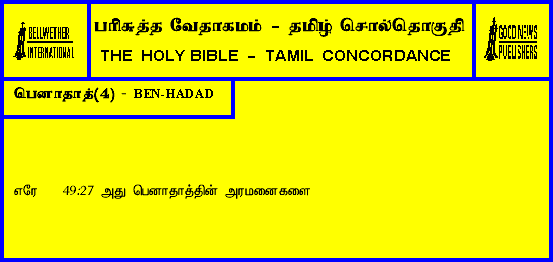 BELLWETHER
INTERNATIONAL
பரிசுத்த வேதாகமம் - தமிழ் சொல்தொகுதி
THE HOLY BIBLE - TAMIL CONCORDANCE
GOOD NEWS
PUBLISHERS
பெனாதாத்(4) - BEN-HADAD
எரே 49:27 அது பெனாதாத்தின் அரமனைகளை